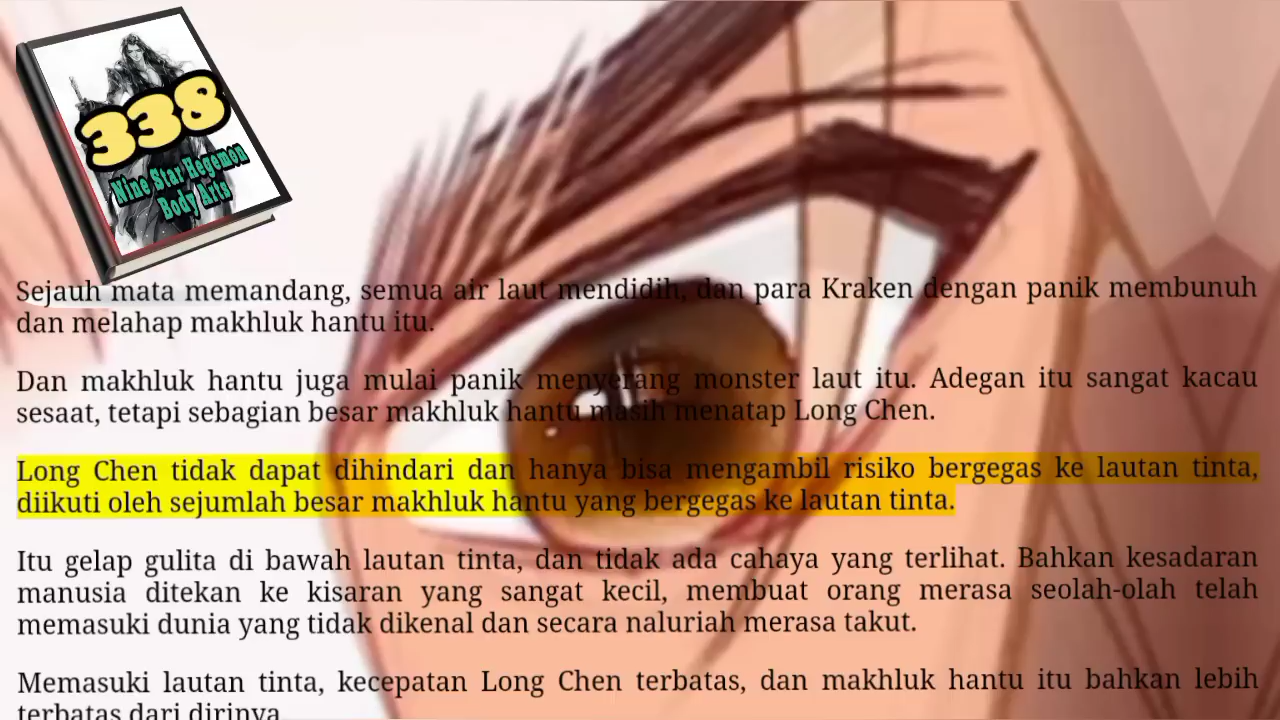 338
Nine Star Hegemon
Body Arts
Sejauh mata memandang, semua air laut mendidih, dan para Kraken dengan panik membunuh
dan melahap makhluk hantu itu.
Dan makhluk hantu juga mulai panik menyerang monster laut itu. Adegan itu sangat kacau
sesaat, tetapi sebagian besar makhluk hantu masih menatap Long Chen.
Long Chen tidak dapat dihindari dan hanya bisa mengambil risiko bergegas ke lautan tinta,
diikuti oleh sejumlah besar makhluk hantu yang bergegas ke lautan tinta.
Itu gelap gulita di bawah lautan tinta, dan tidak ada cahaya yang terlihat. Bahkan kesadaran
manusia ditekan ke kisaran yang sangat kecil, membuat orang merasa seolah-olah telah
memasuki dunia yang tidak dikenal dan secara naluriah merasa takut.
Memasuki lautan tinta, kecepatan Long Chen terbatas, dan makhluk hantu itu bahkan lebih
terbatas dari dirinya.